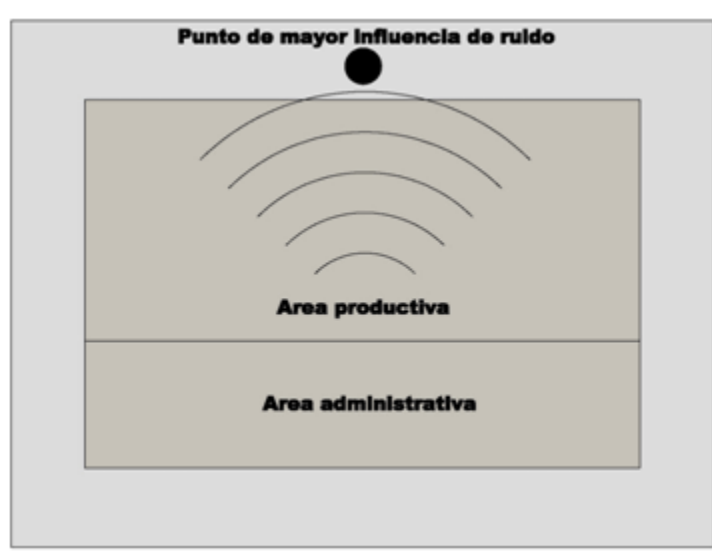 Punto de mayor influencia de ruido
Area productiva
Area administrativa